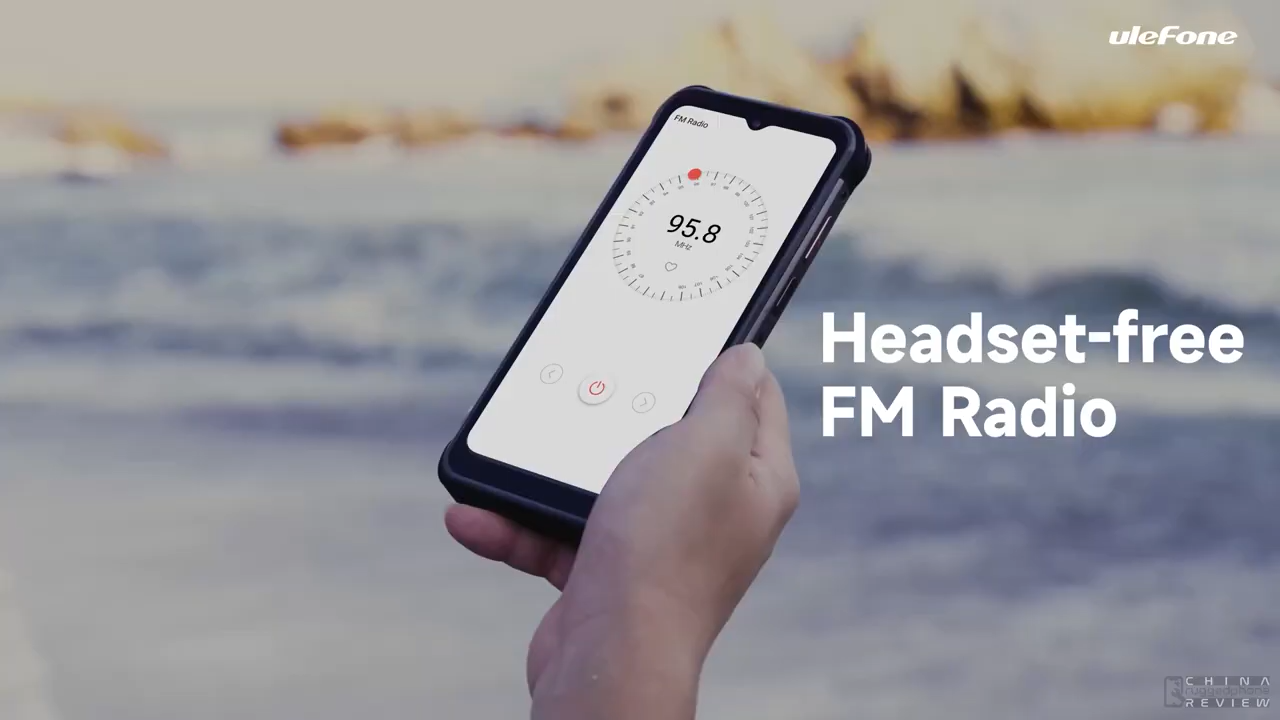 ulefone
FM Radio
95.8
MHz
Headset-free
FM Radio
CHINA
ruggedphone
REVIEW